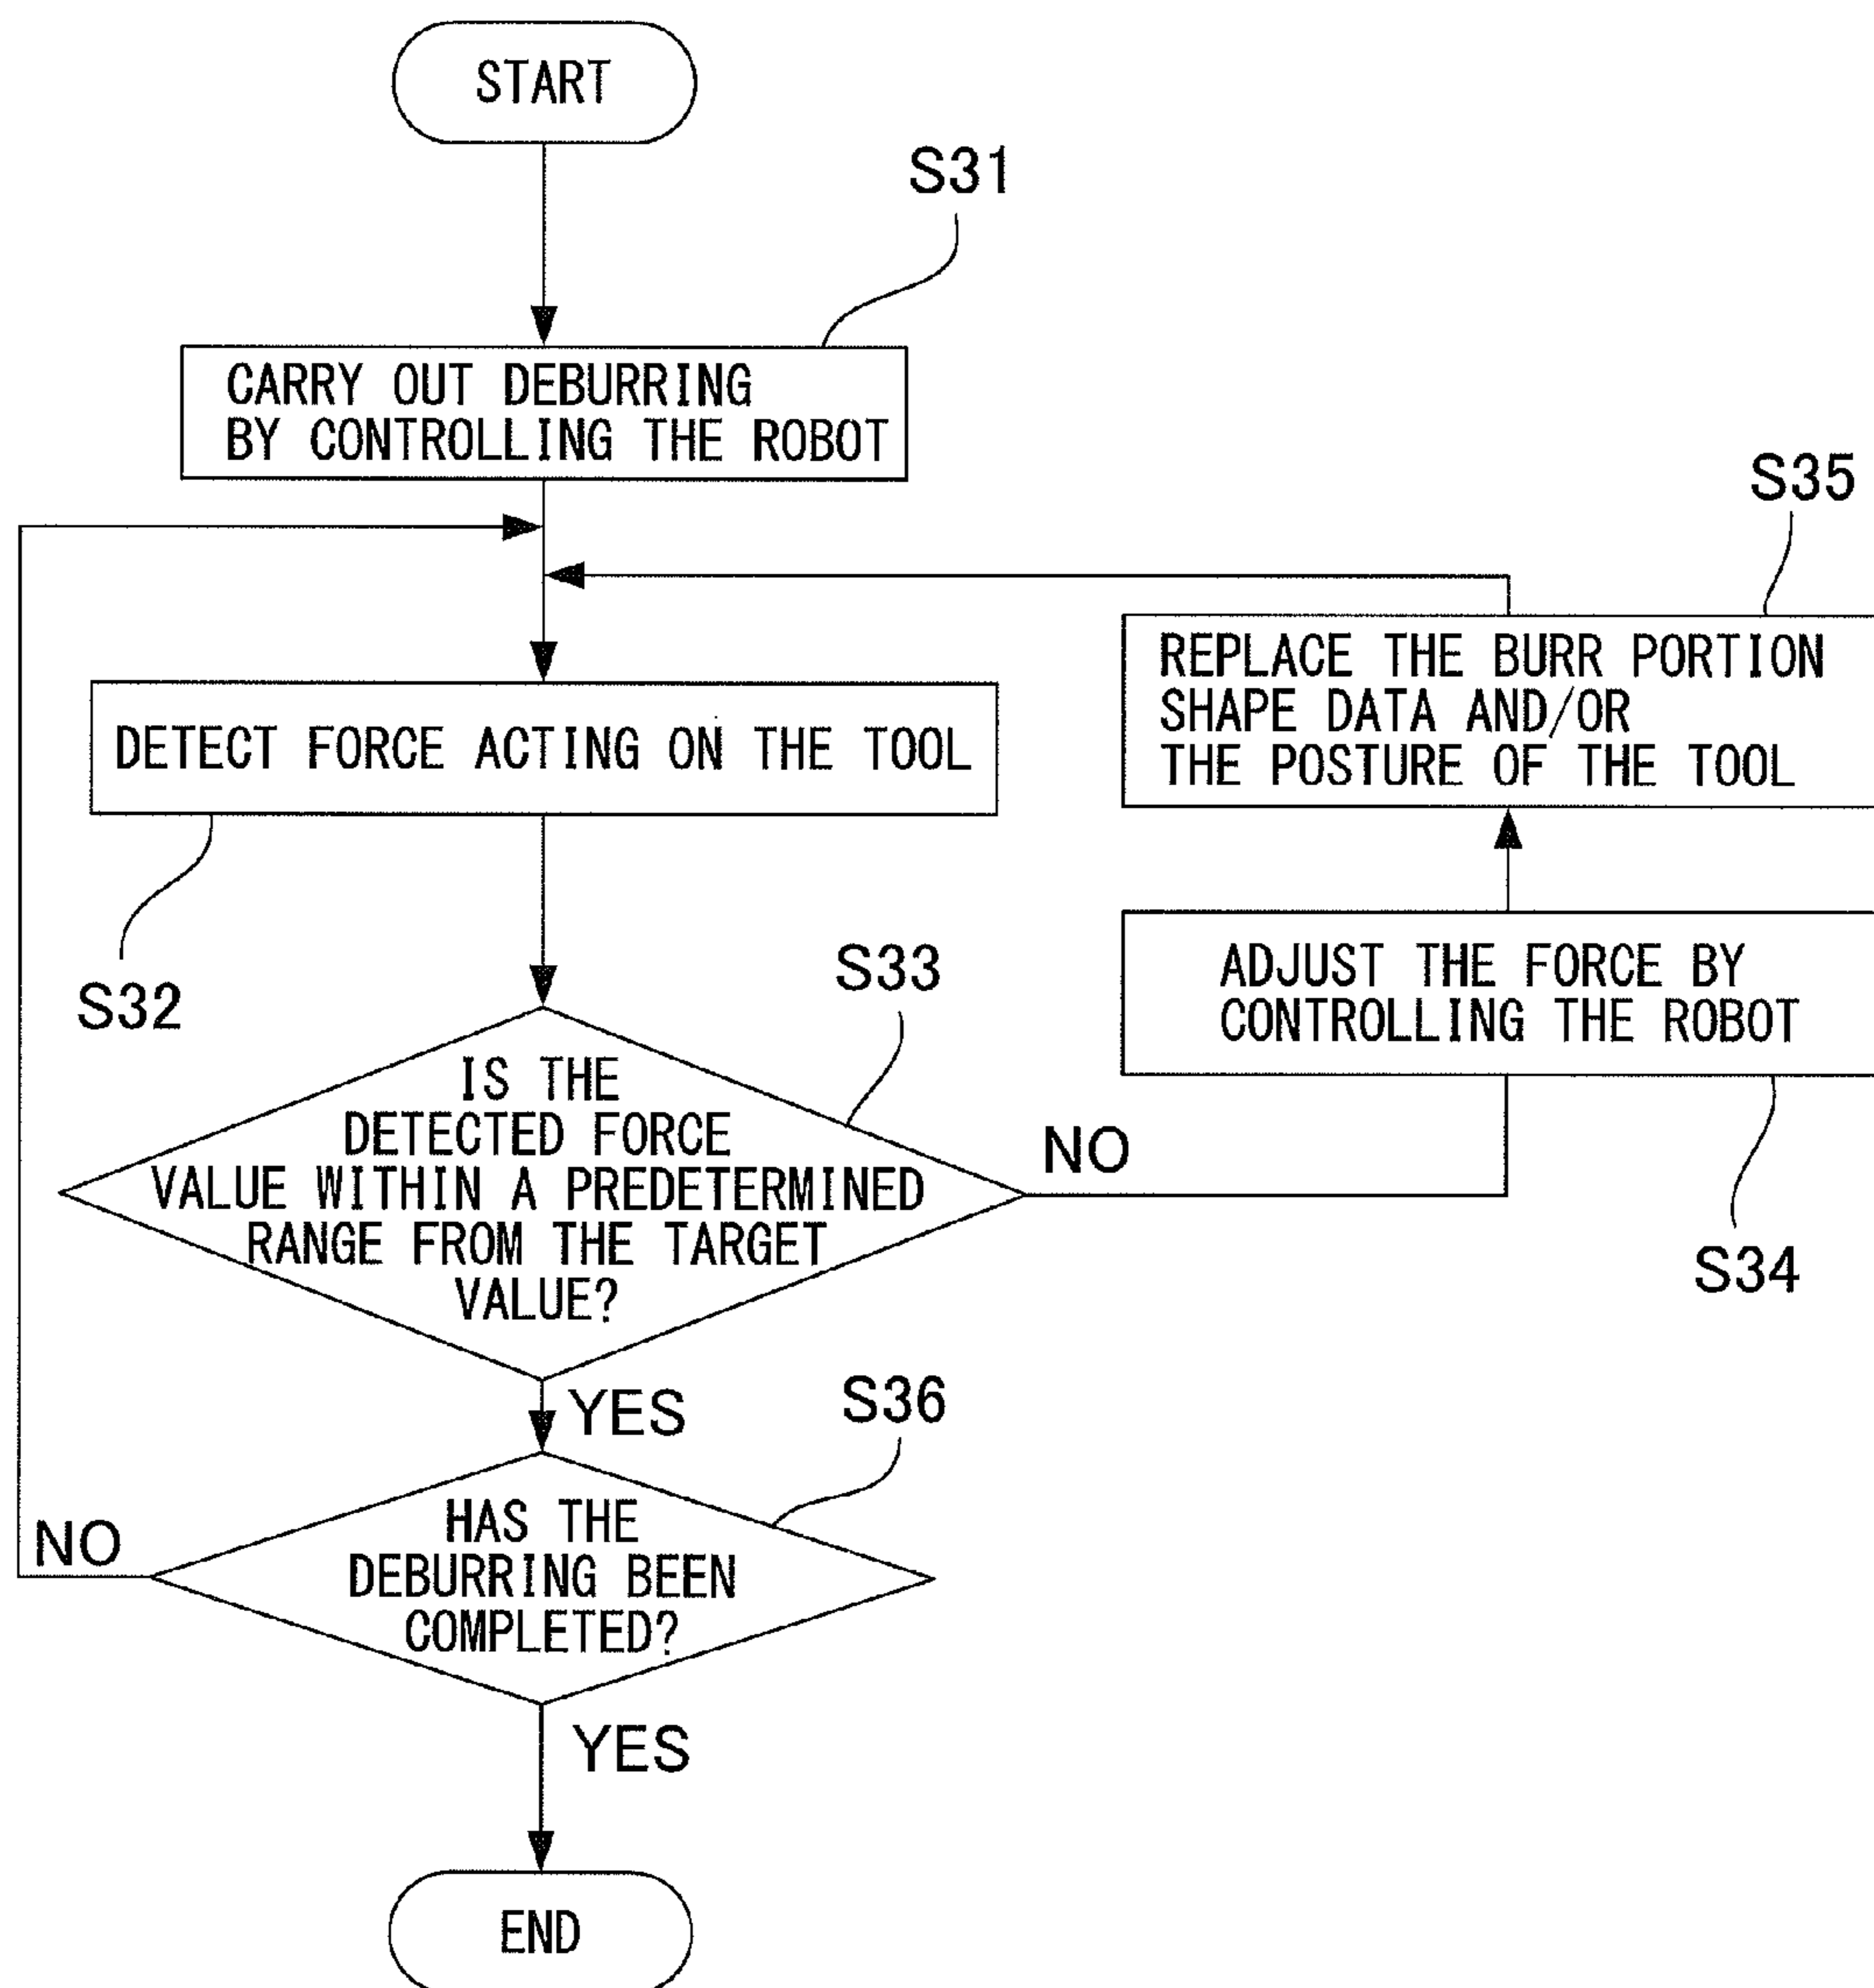 START
S31
CARRY OUT DEBURRING
BY CONTROLLING THE ROBOT
S35
REPLACE THE BURR PORTION
SHAPE DATA AND/OR
THE POSTURE OF THE TOOL
DETECT FORCE ACTING ON THE TOOL
S32
ADJUST THE FORCE BY
CONTROLLING THE ROBOT
S34
S33
IS THE
DETECTED FORCE
VALUE WITHIN A PREDETERMINED
RANGE FROM THE TARGET
VALUE?
NO
YES
S36
HAS THE
DEBURRING BEEN
COMPLETED?
NO
YES
END